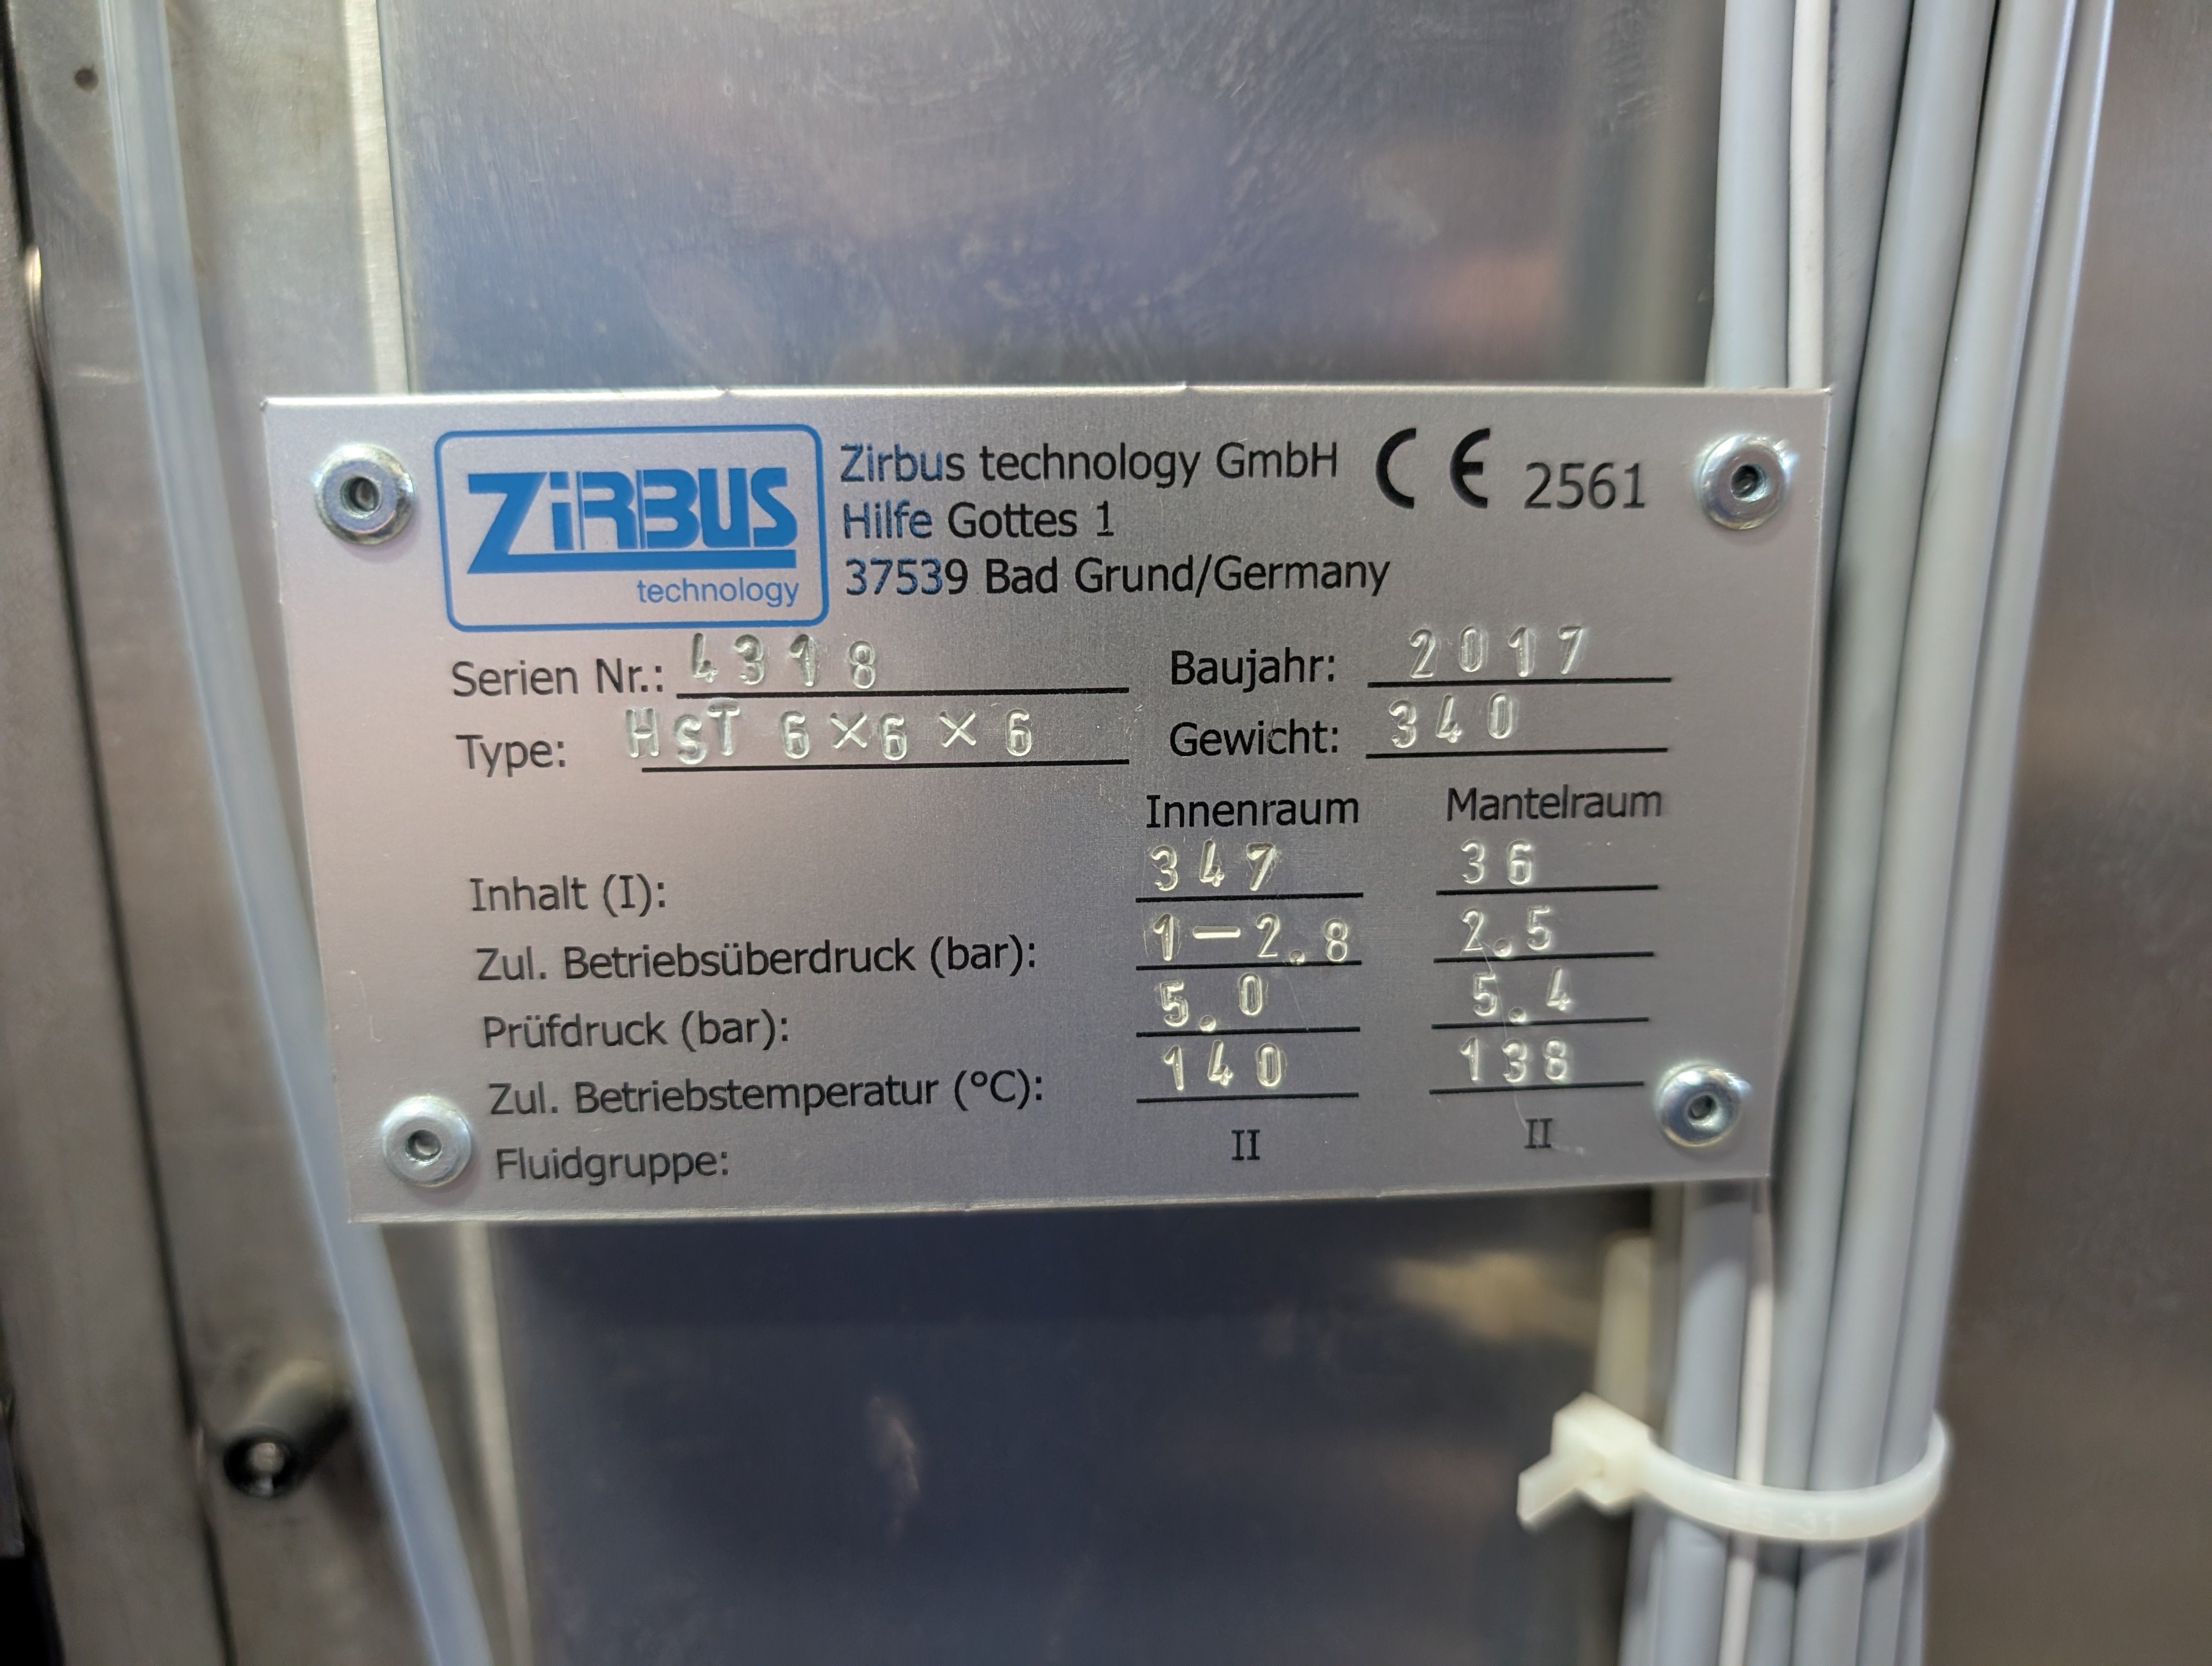 ZiRBUS
technology
Zirbus technology GmbH
Hilfe Gottes 1
37539 Bad Grund/Germany
CE 2561
Serien Nr.: 4318
Baujahr: 2017
Type: HST 6×6×6
Gewicht: 340
Innenraum Mantelraum
Inhalt (I): 347 36
Zul. Betriebsüberdruck (bar): 1-2.8 2.5
Prüfdruck (bar): 5.0 5.4
Zul. Betriebstemperatur (°C): 140 138
Fluidgruppe: II II